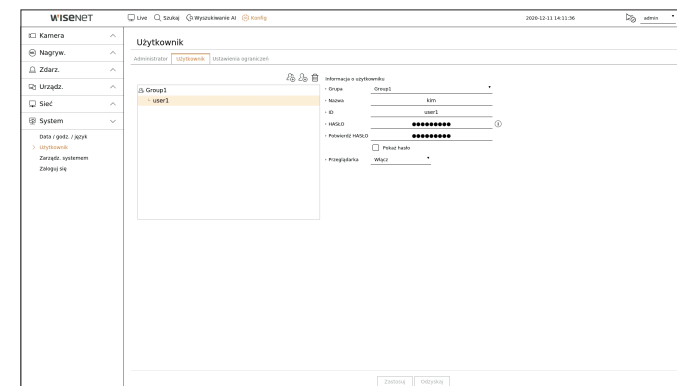 WISENET
Live Szukaj Wyszukiwanie AI Konfig 2020-12-11 14:11:36 admin
Kamera
Nagryw.
Zdarz.
Urządz.
Sieć
System
Data / godz. / język
Użytkownik
Zarządz. systemem
Zaloguj się
Użytkownik
Administrator Użytkownik Ustawienia ograniczeń
Group1
user1
Informacja o użytkowniku
Grupa Group1
Nazwa kim
ID user1
HASŁO ●●●●●●●●●
Potwierdź HASŁO ●●●●●●●●●
Pokaż hasło
Przeglądarka Włącz
Zastosuj Odzyskaj